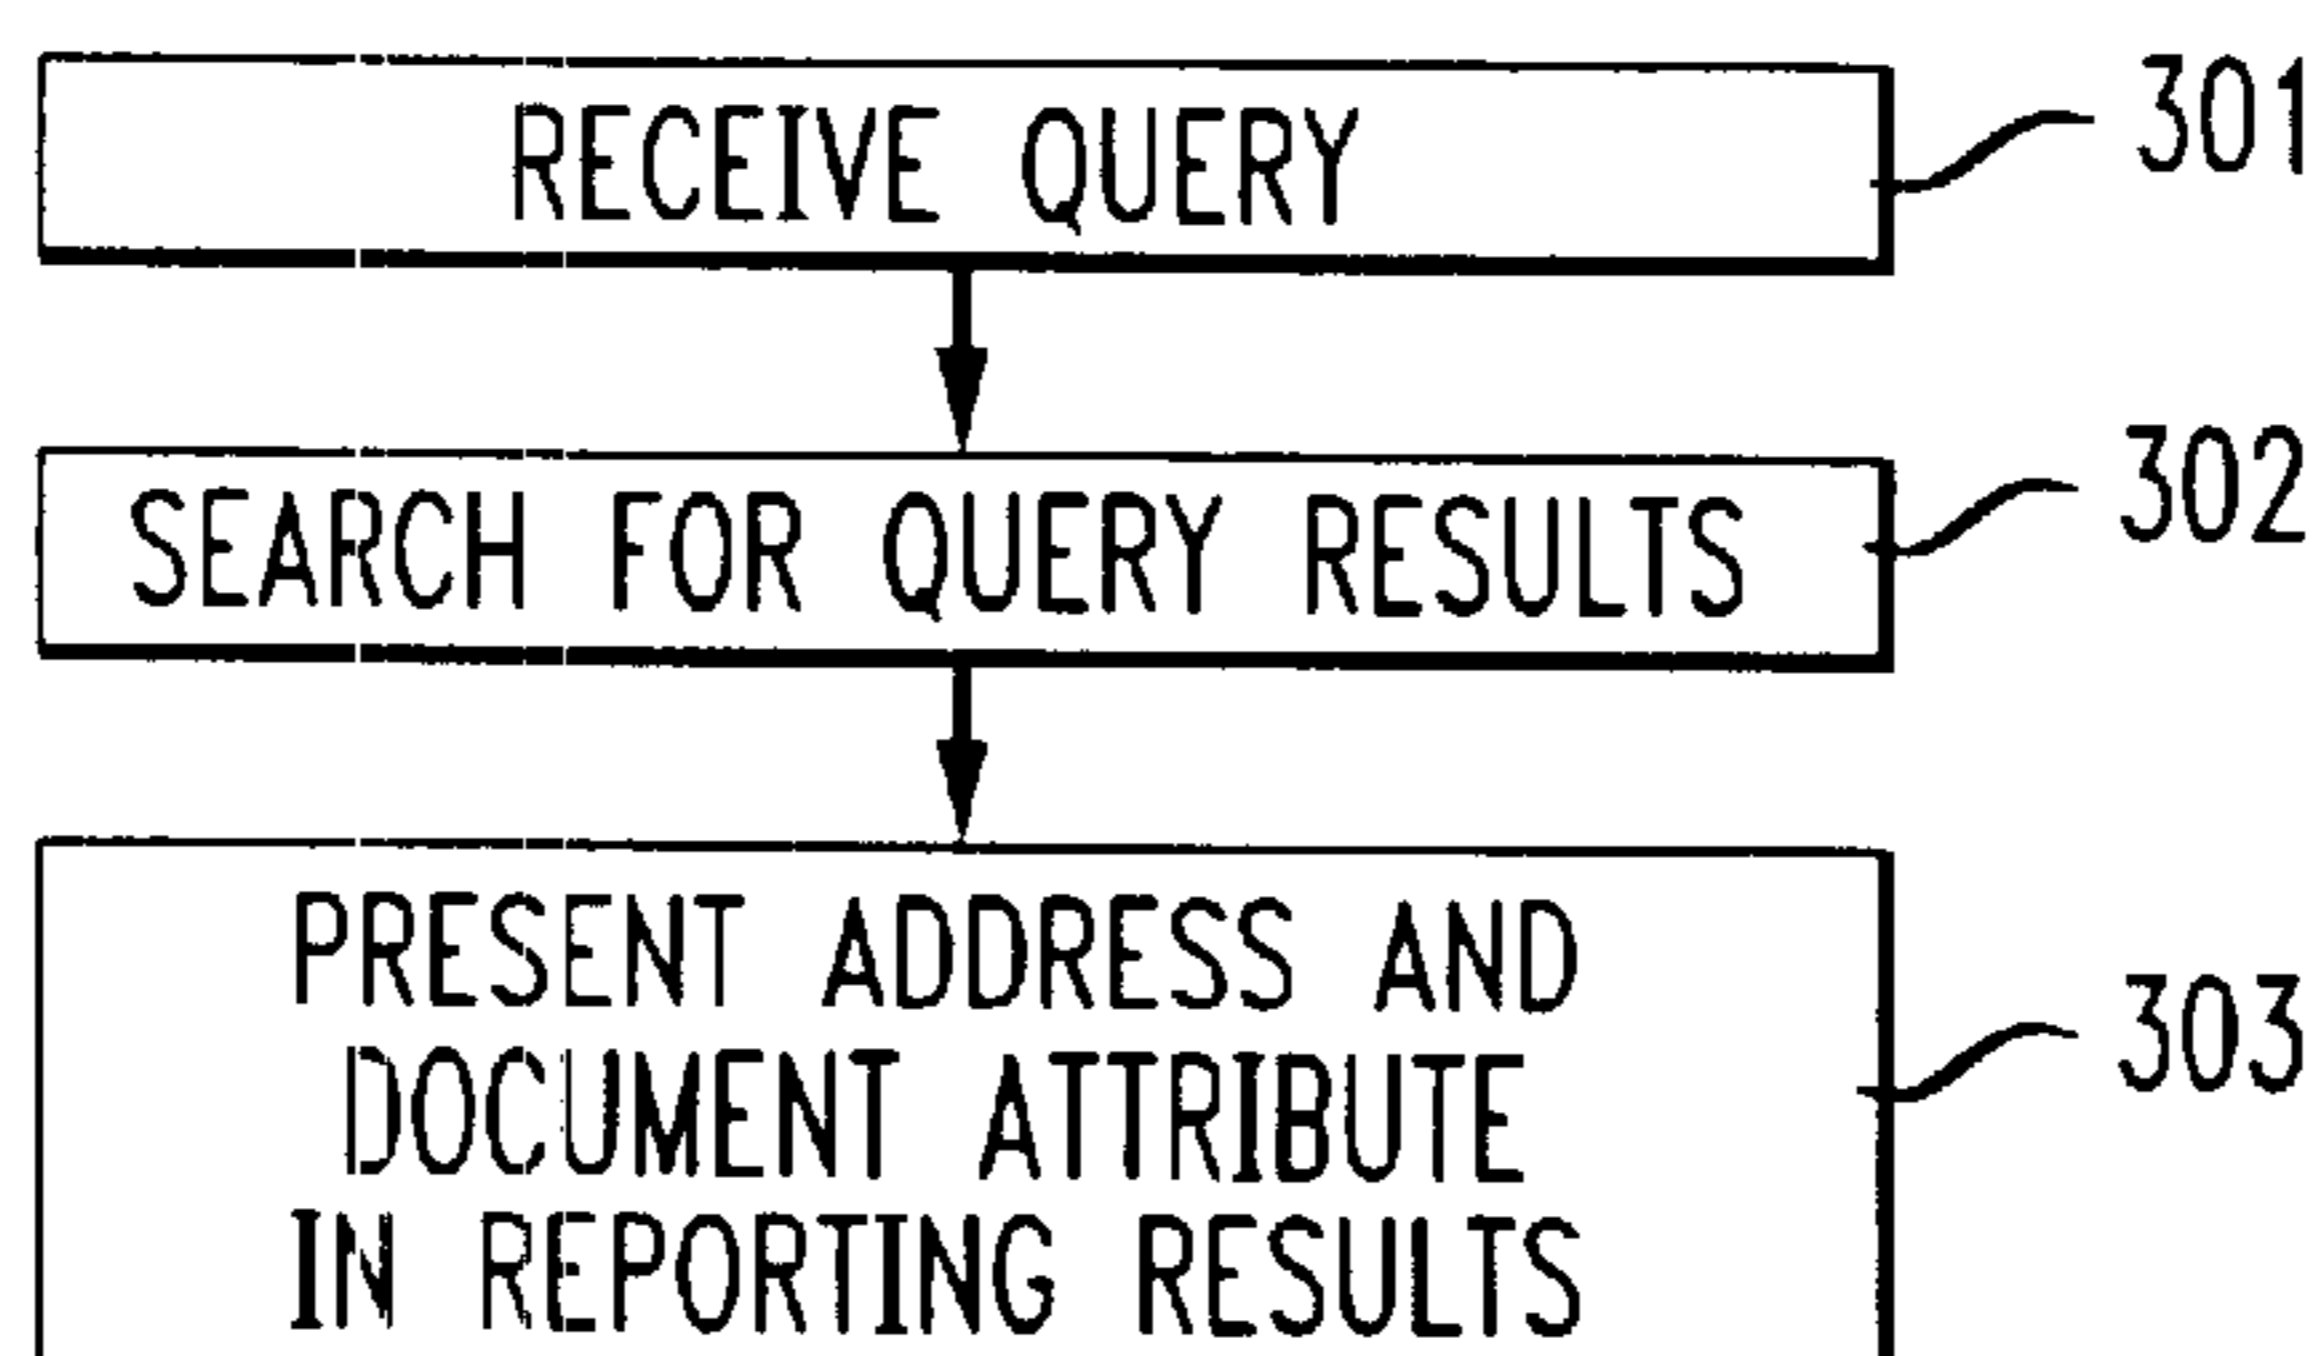 RECEIVE QUERY
301
SEARCH FOR QUERY RESULTS
302
PRESENT ADDRESS AND
DOCUMENT ATTRIBUTE
IN REPORTING RESULTS
303